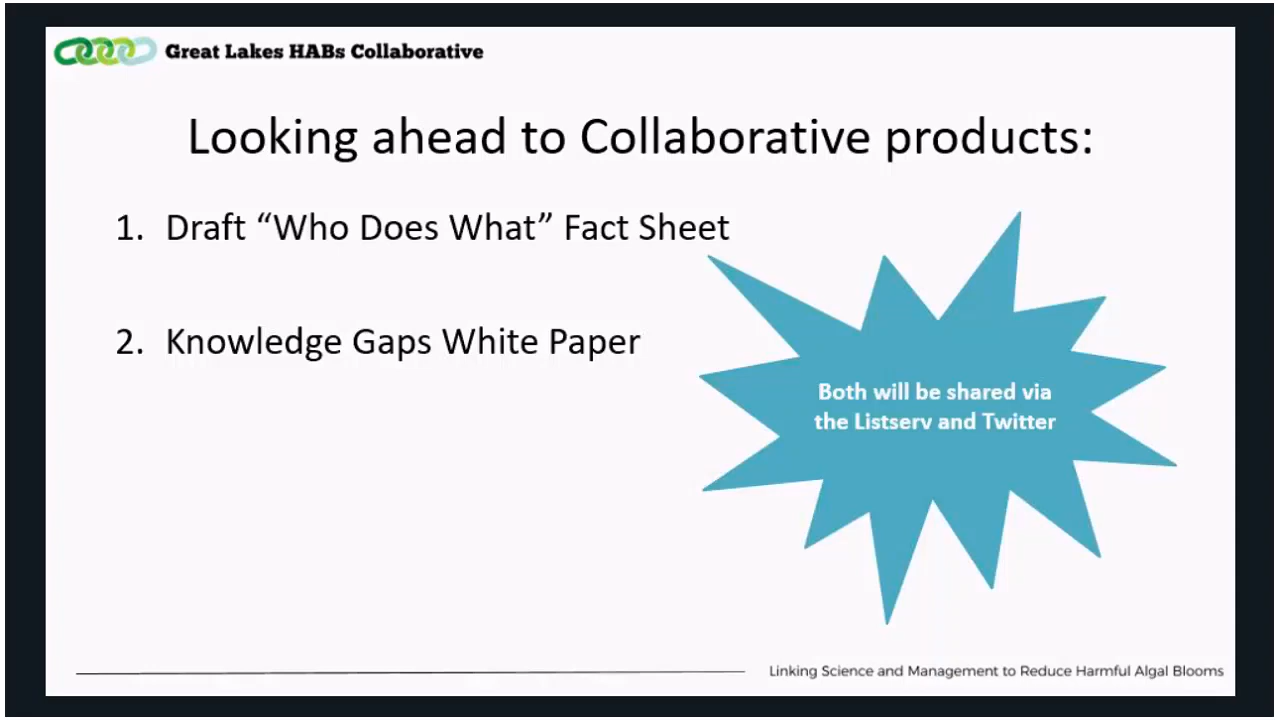 Great Lakes HABs Collaborative
Looking ahead to Collaborative products:
1. Draft “Who Does What” Fact Sheet
2. Knowledge Gaps White Paper
Both will be shared via
the Listserv and Twitter
Linking Science and Management to Reduce Harmful Algal Blooms